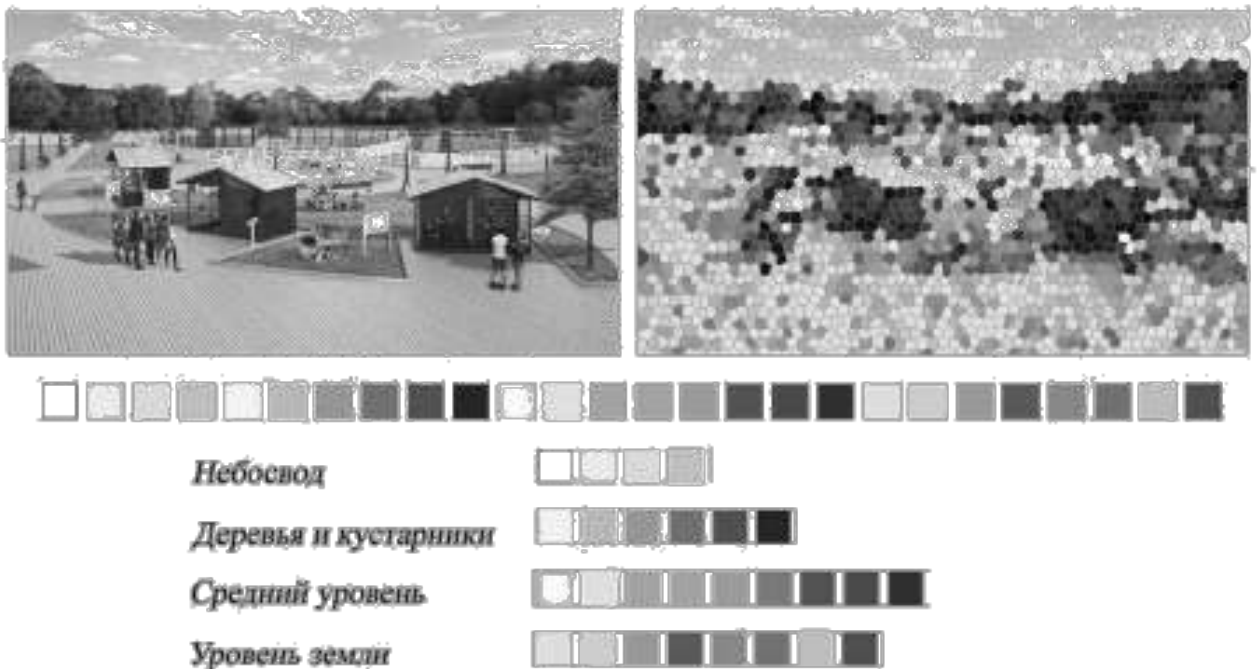 Небосвод
Деревья и кустарники
Средний уровень
Уровень земли